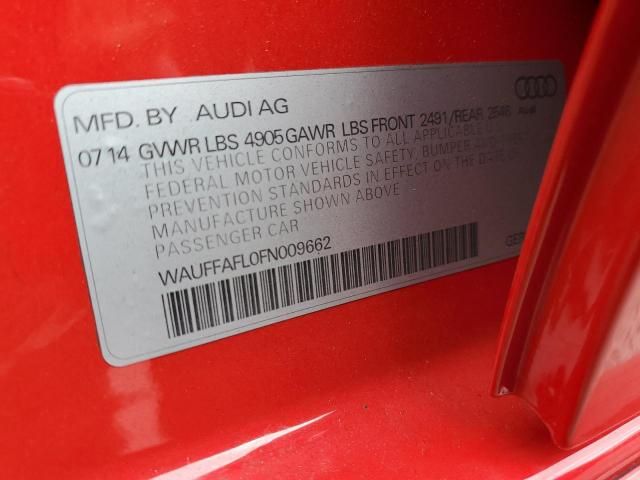 MFD. BY AUDI AG
Audi
07 14 GVWR LBS 4905 GAWR LBS FRONT 2491/REAR 2546
THIS VEHICLE CONFORMS TO ALL APPLICABLE
FEDERAL MOTOR VEHICLE SAFETY, BUMPER AND
PREVENTION STANDARDS IN EFFECT ON THE DATE OF
MANUFACTURE SHOWN ABOVE
PASSENGER CAR
WAUFFAFL0FN009662